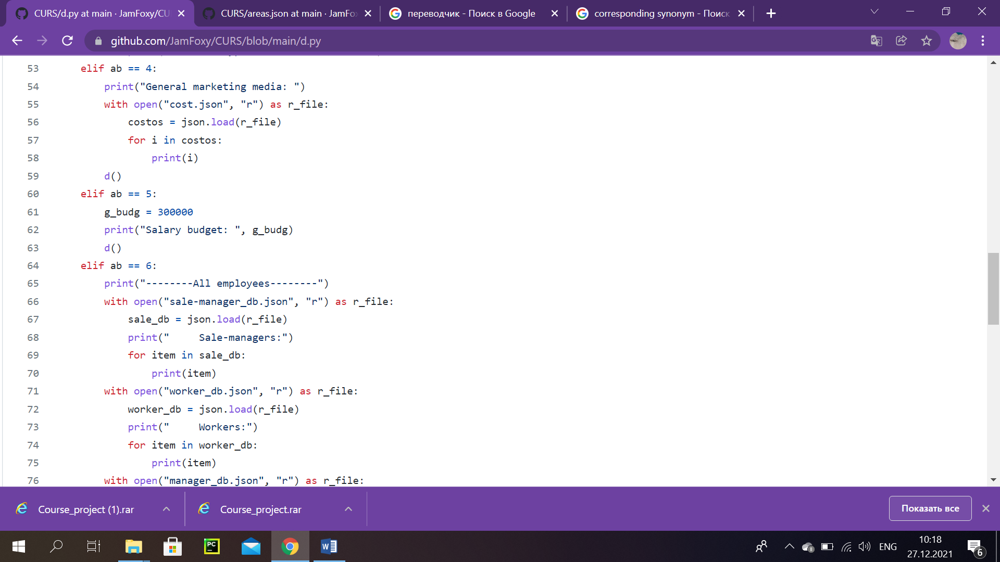 CURS/d.py at main · JamFoxy/CU
CURS/areas.json at main · JamFo
переводчик - Поиск в Google
corresponding synonym - Поиск
github.com/JamFoxy/CURS/blob/main/d.py
53 elif ab == 4:
54 print("General marketing media: ")
55 with open("cost.json", "r") as r_file:
56 costos = json.load(r_file)
57 for i in costos:
58 print(i)
59 d()
60 elif ab == 5:
61 g_budg = 300000
62 print("Salary budget: ", g_budg)
63 d()
64 elif ab == 6:
65 print("--------All employees--------")
66 with open("sale-manager_db.json", "r") as r_file:
67 sale_db = json.load(r_file)
68 print("     Sale-managers:")
69 for item in sale_db:
70 print(item)
71 with open("worker_db.json", "r") as r_file:
72 worker_db = json.load(r_file)
73 print("     Workers:")
74 for item in worker_db:
75 print(item)
76 with open("manager_db.json", "r") as r_file:
Course_project (1).rar
Course_project.rar
Показать все
PC
W
ENG
10:18
27.12.2021
6